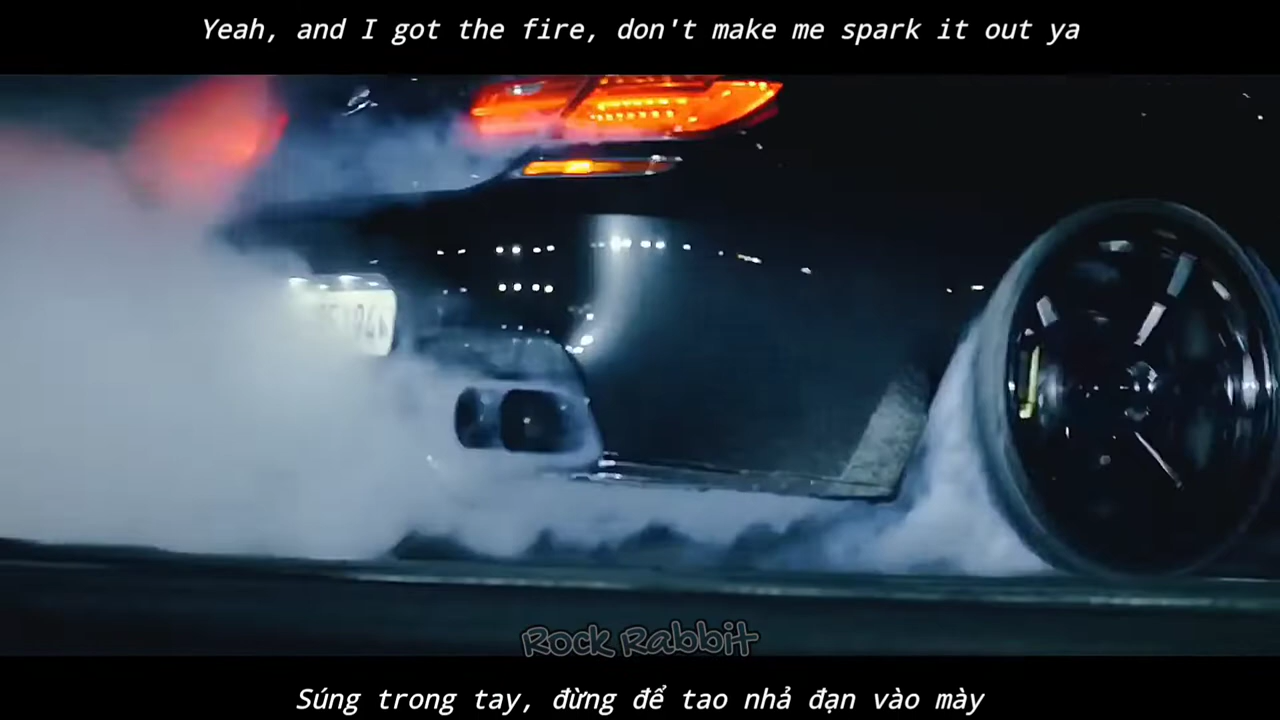 Yeah, and I got the fire, don't make me spark it out ya
Rock Rabbit
Súng trong tay, đừng để tao nhả đạn vào mày